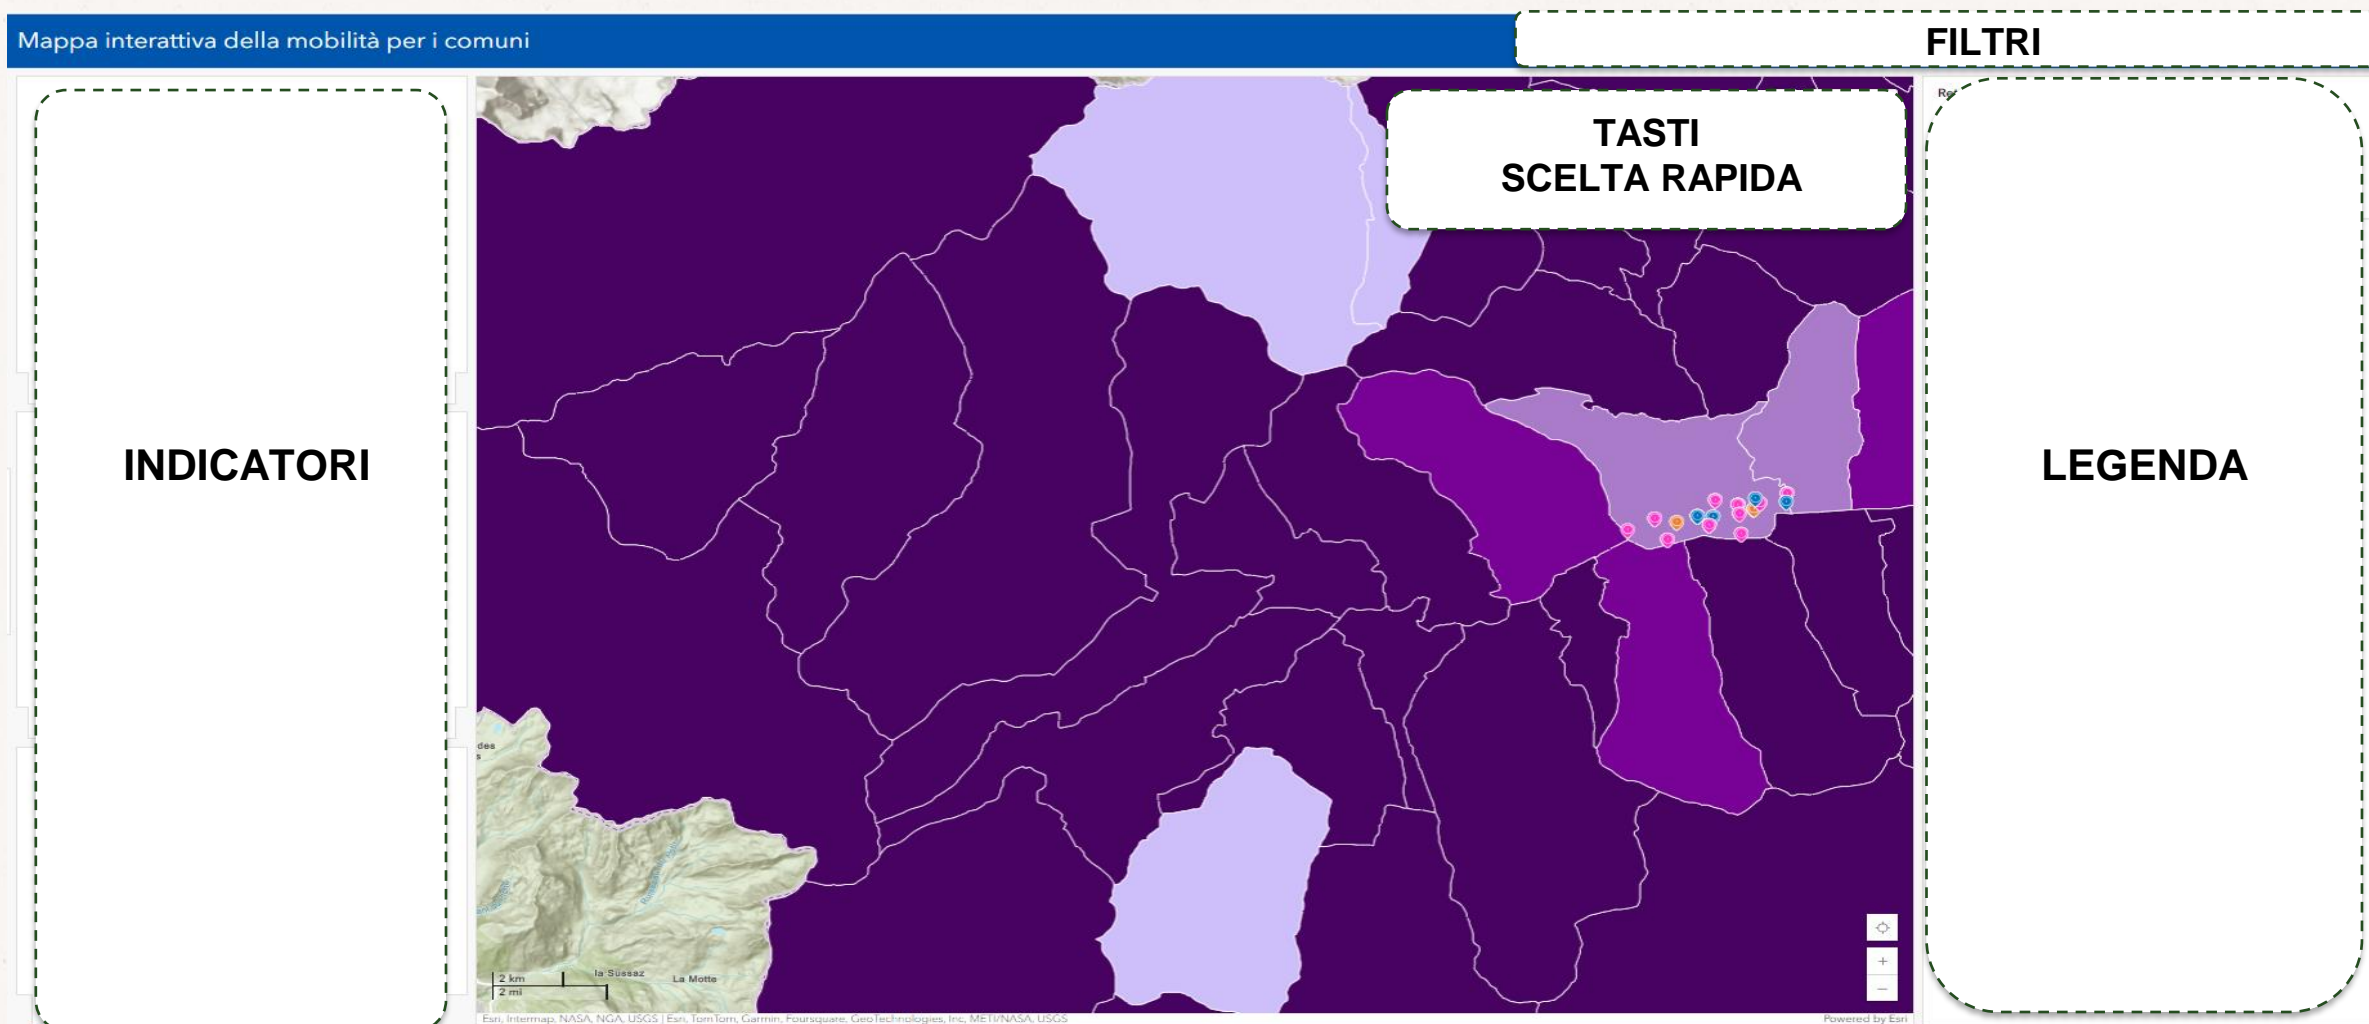 Mappa interattiva della mobilità per i comuni
FILTRI
TASTI
SCELTA RAPIDA
INDICATORI
LEGENDA
des
la Sussaz
La Motte
2 km
2 mi
Esri, Intermap, NASA, NGA, USGS | Esri, TomTom, Garmin, Foursquare, GeoTechnologies, Inc, METI/NASA, USGS
Powered by Esri